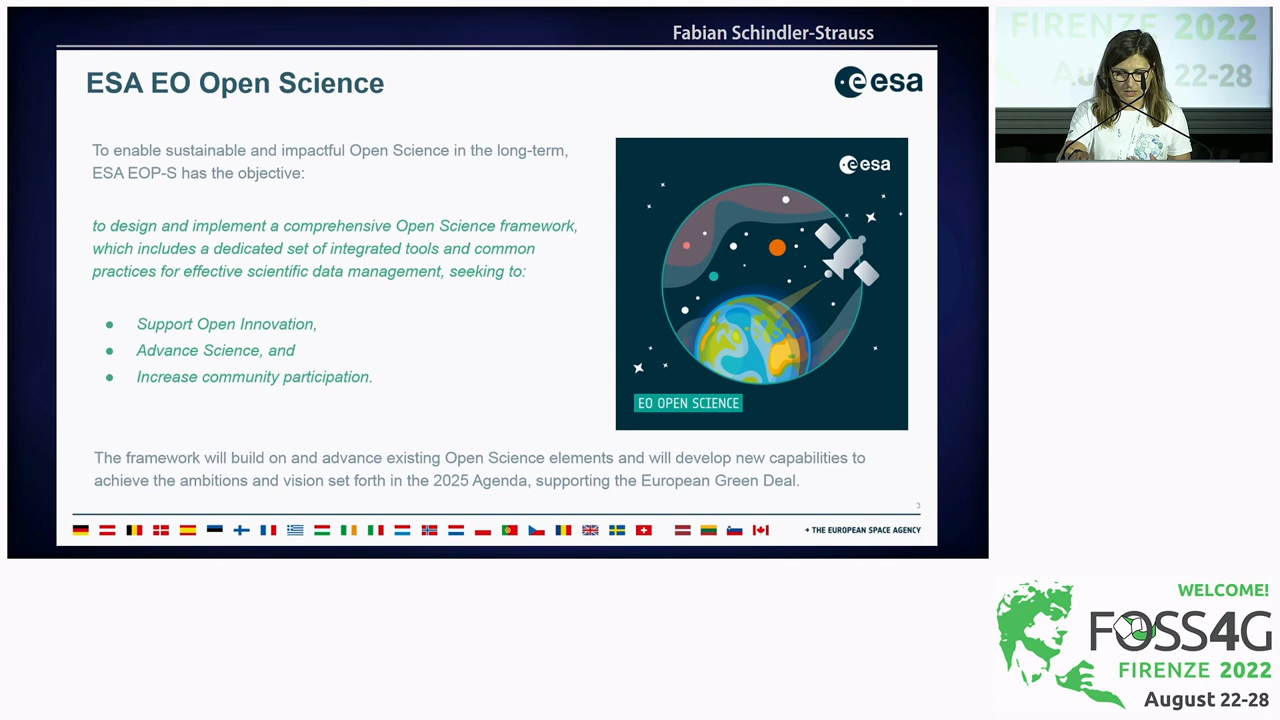 Fabian Schindler-Strauss
ESA EO Open Science
esa
To enable sustainable and impactful Open Science in the long-term,
ESA EOP-S has the objective:
to design and implement a comprehensive Open Science framework,
which includes a dedicated set of integrated tools and common
practices for effective scientific data management, seeking to:
● Support Open Innovation,
● Advance Science, and
● Increase community participation.
esa
EO OPEN SCIENCE
The framework will build on and advance existing Open Science elements and will develop new capabilities to
achieve the ambitions and vision set forth in the 2025 Agenda, supporting the European Green Deal.
3
→ THE EUROPEAN SPACE AGENCY
FIRENZE 2022
August 22-28
WELCOME!
FOSS4G
FIRENZE 2022
August 22-28